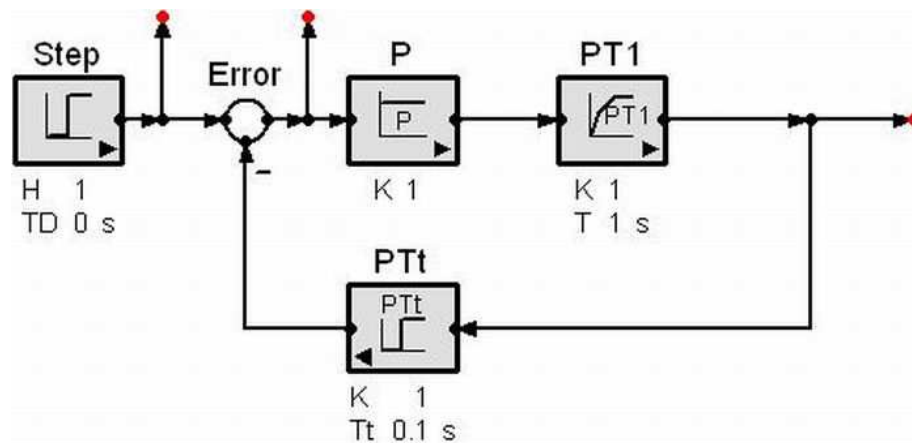 Step
Error
P
PT1
P
PT1
H 1
TD 0 s
K 1
K 1
T 1 s
-
PTt
PTt
K 1
Tt 0.1 s